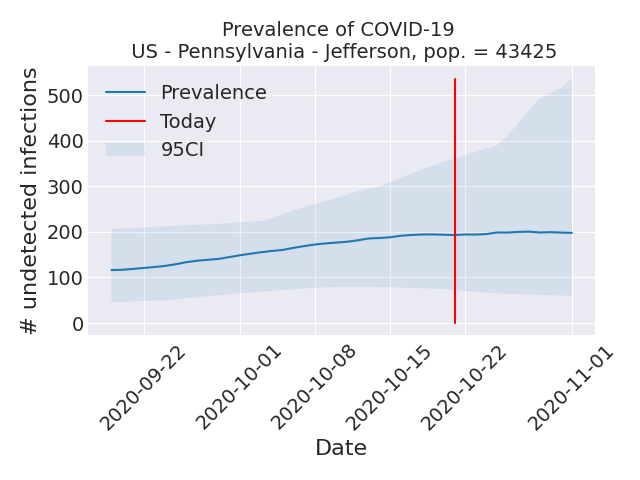 Prevalence of COVID-19
US - Pennsylvania - Jefferson, pop. = 43425
# undetected infections
500
400
300
200
100
0
Prevalence
Today
95CI
2020-09-22
2020-10-01
2020-10-08
2020-10-15
2020-10-22
2020-11-01
Date